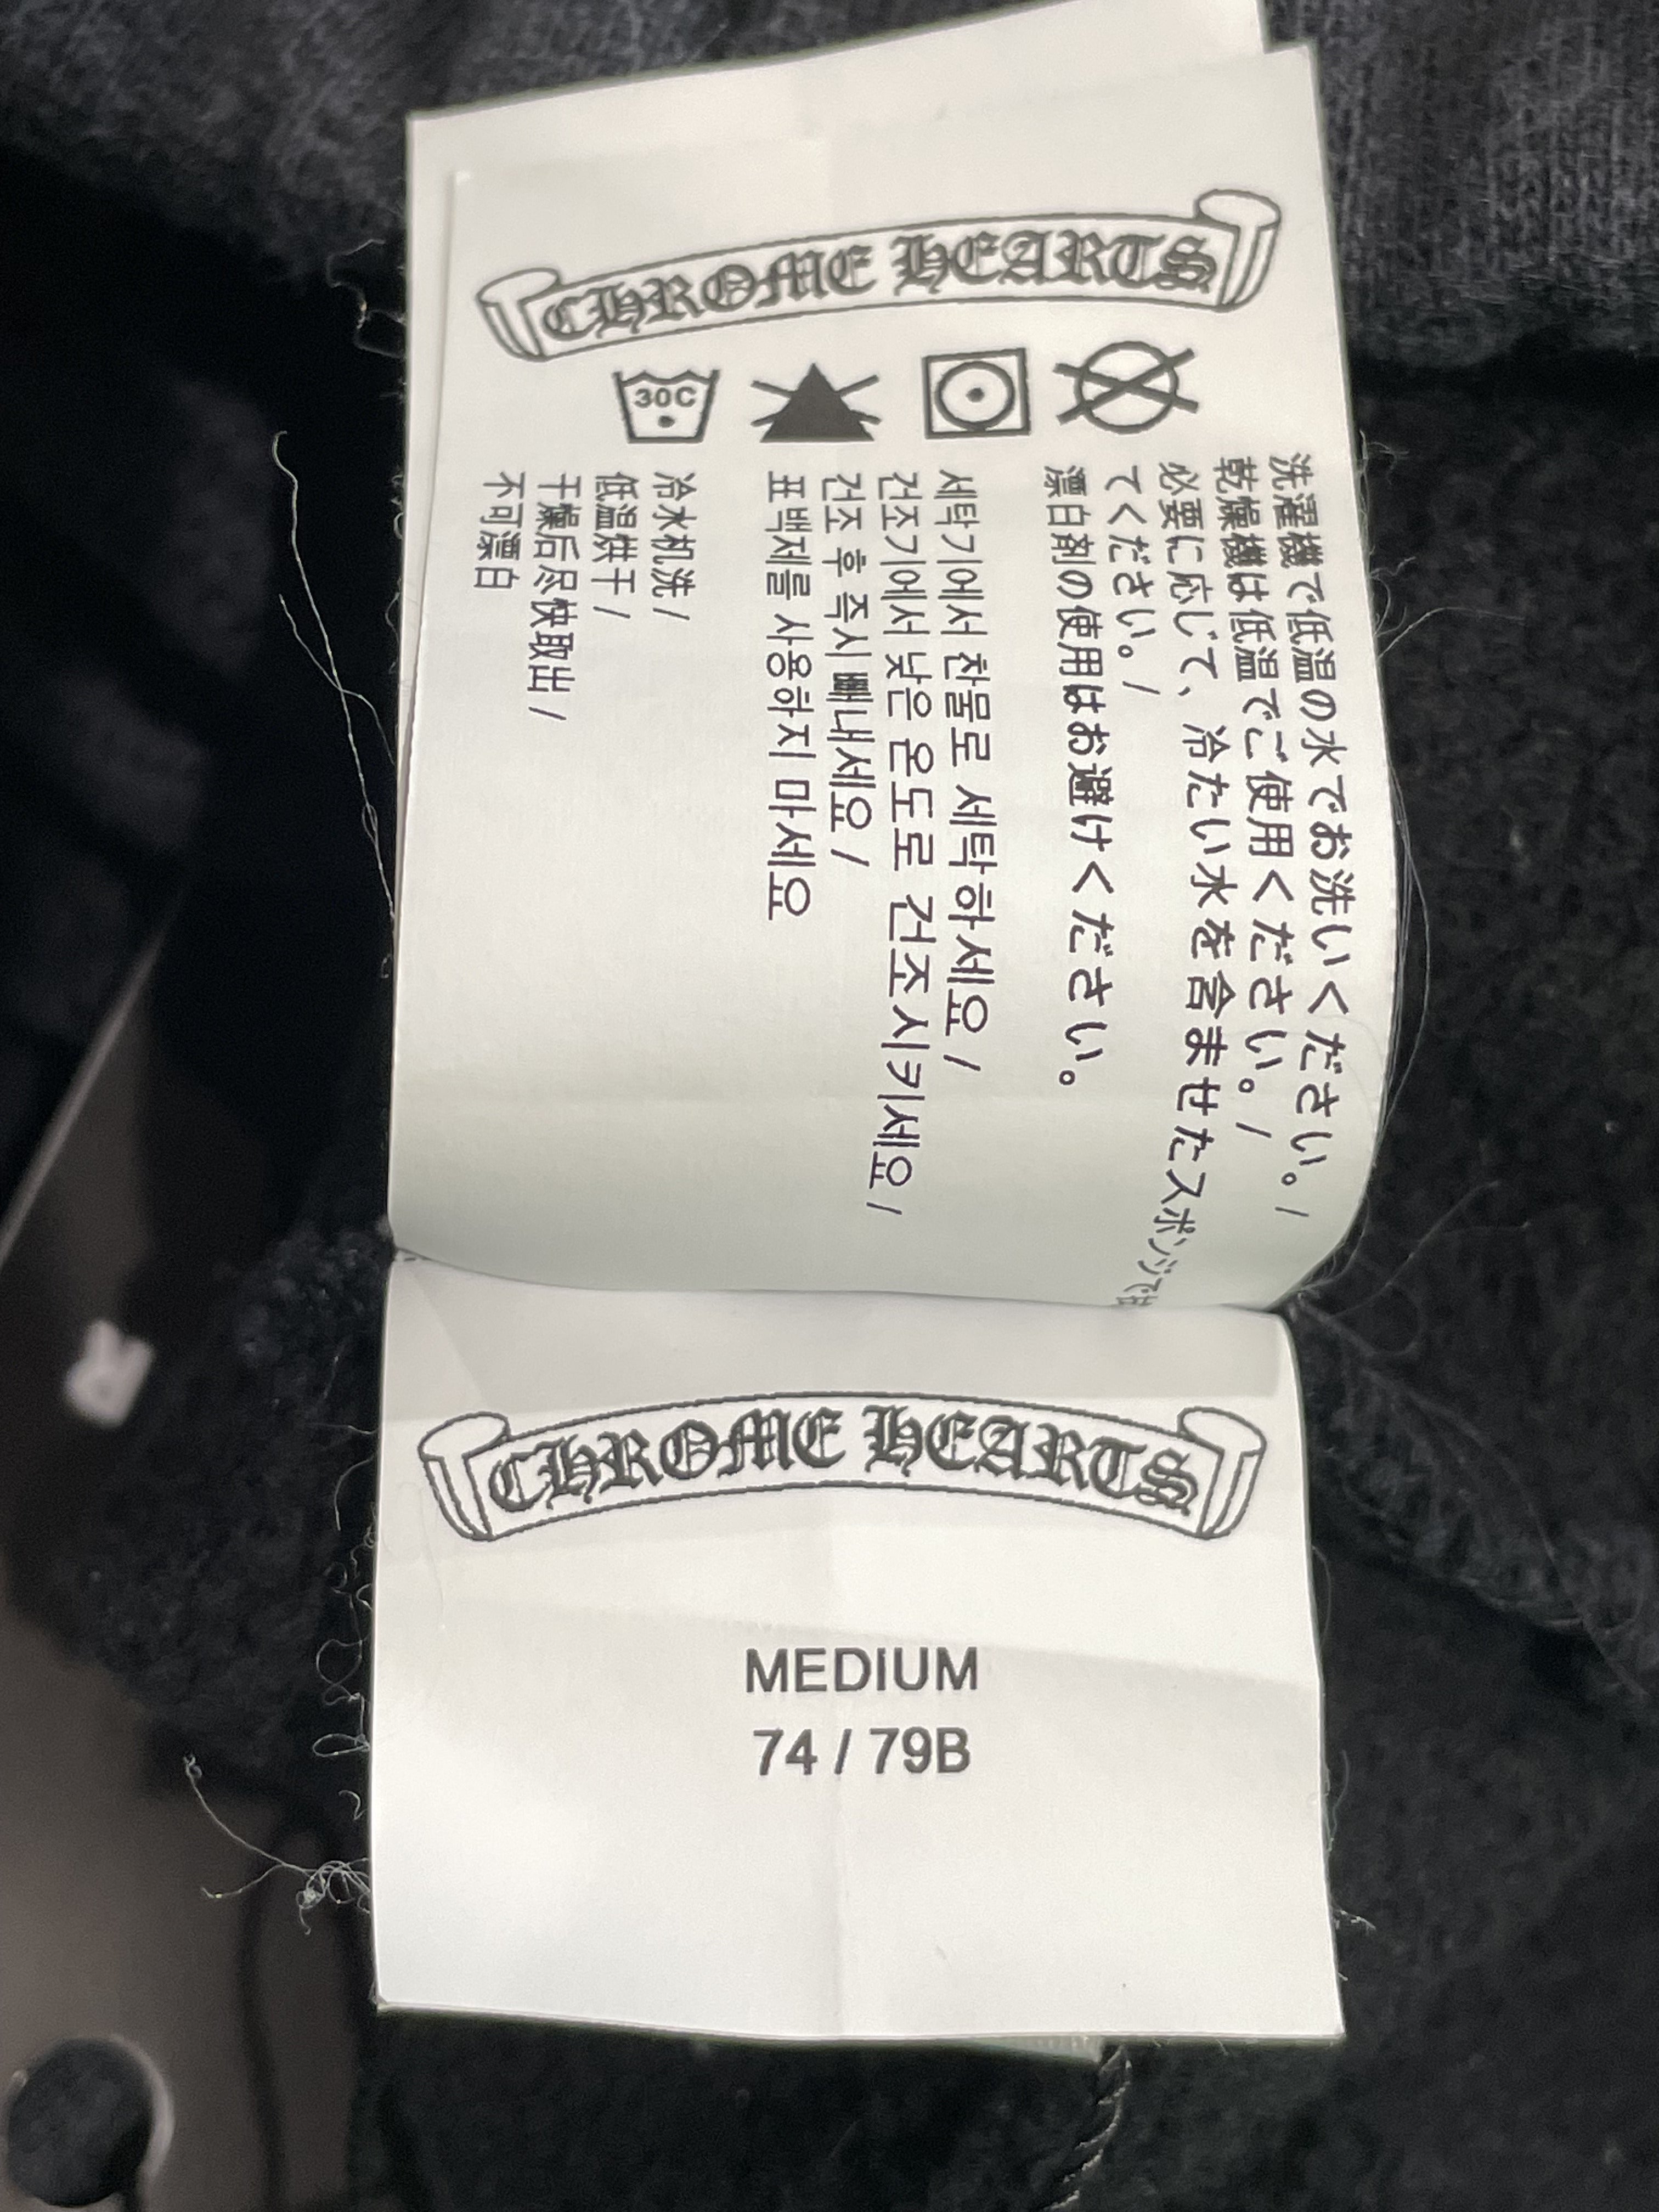 CHROME HEARTS
30C
洗濯機で低温の水でお洗いください。/
乾燥機は低温でご使用ください。/
必要に応じて、冷たい水を含ませたスポンジで
てください。/
漂白剤の使用はお避けください。
세탁기에서 찬물로 세탁하세요 /
건조기에서 낮은 온도로 건조시키세요 /
건조 후 즉시 빼내세요 /
표백제를 사용하지 마세요
冷水机洗 /
低温烘干 /
干燥后尽快取出 /
不可漂白
CHROME HEARTS
MEDIUM
74 / 79B